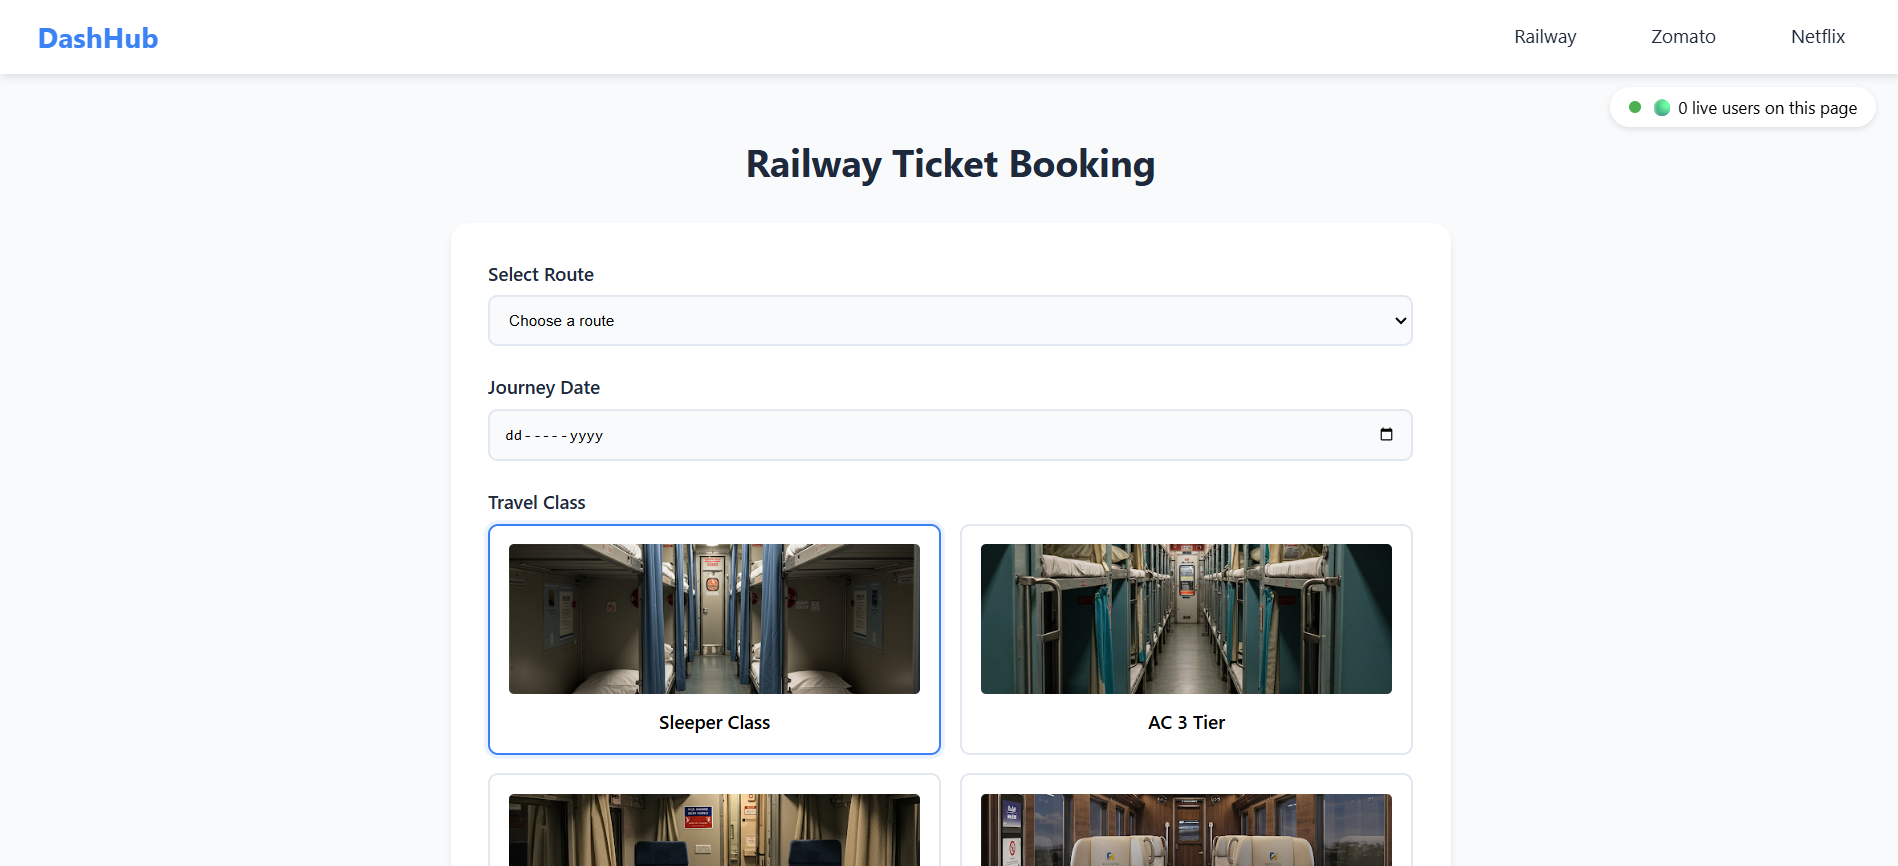 DashHub
Railway Zomato Netflix
0 live users on this page
Railway Ticket Booking
Select Route
Choose a route
Journey Date
dd-----yyyy
Travel Class
Sleeper Class
AC 3 Tier